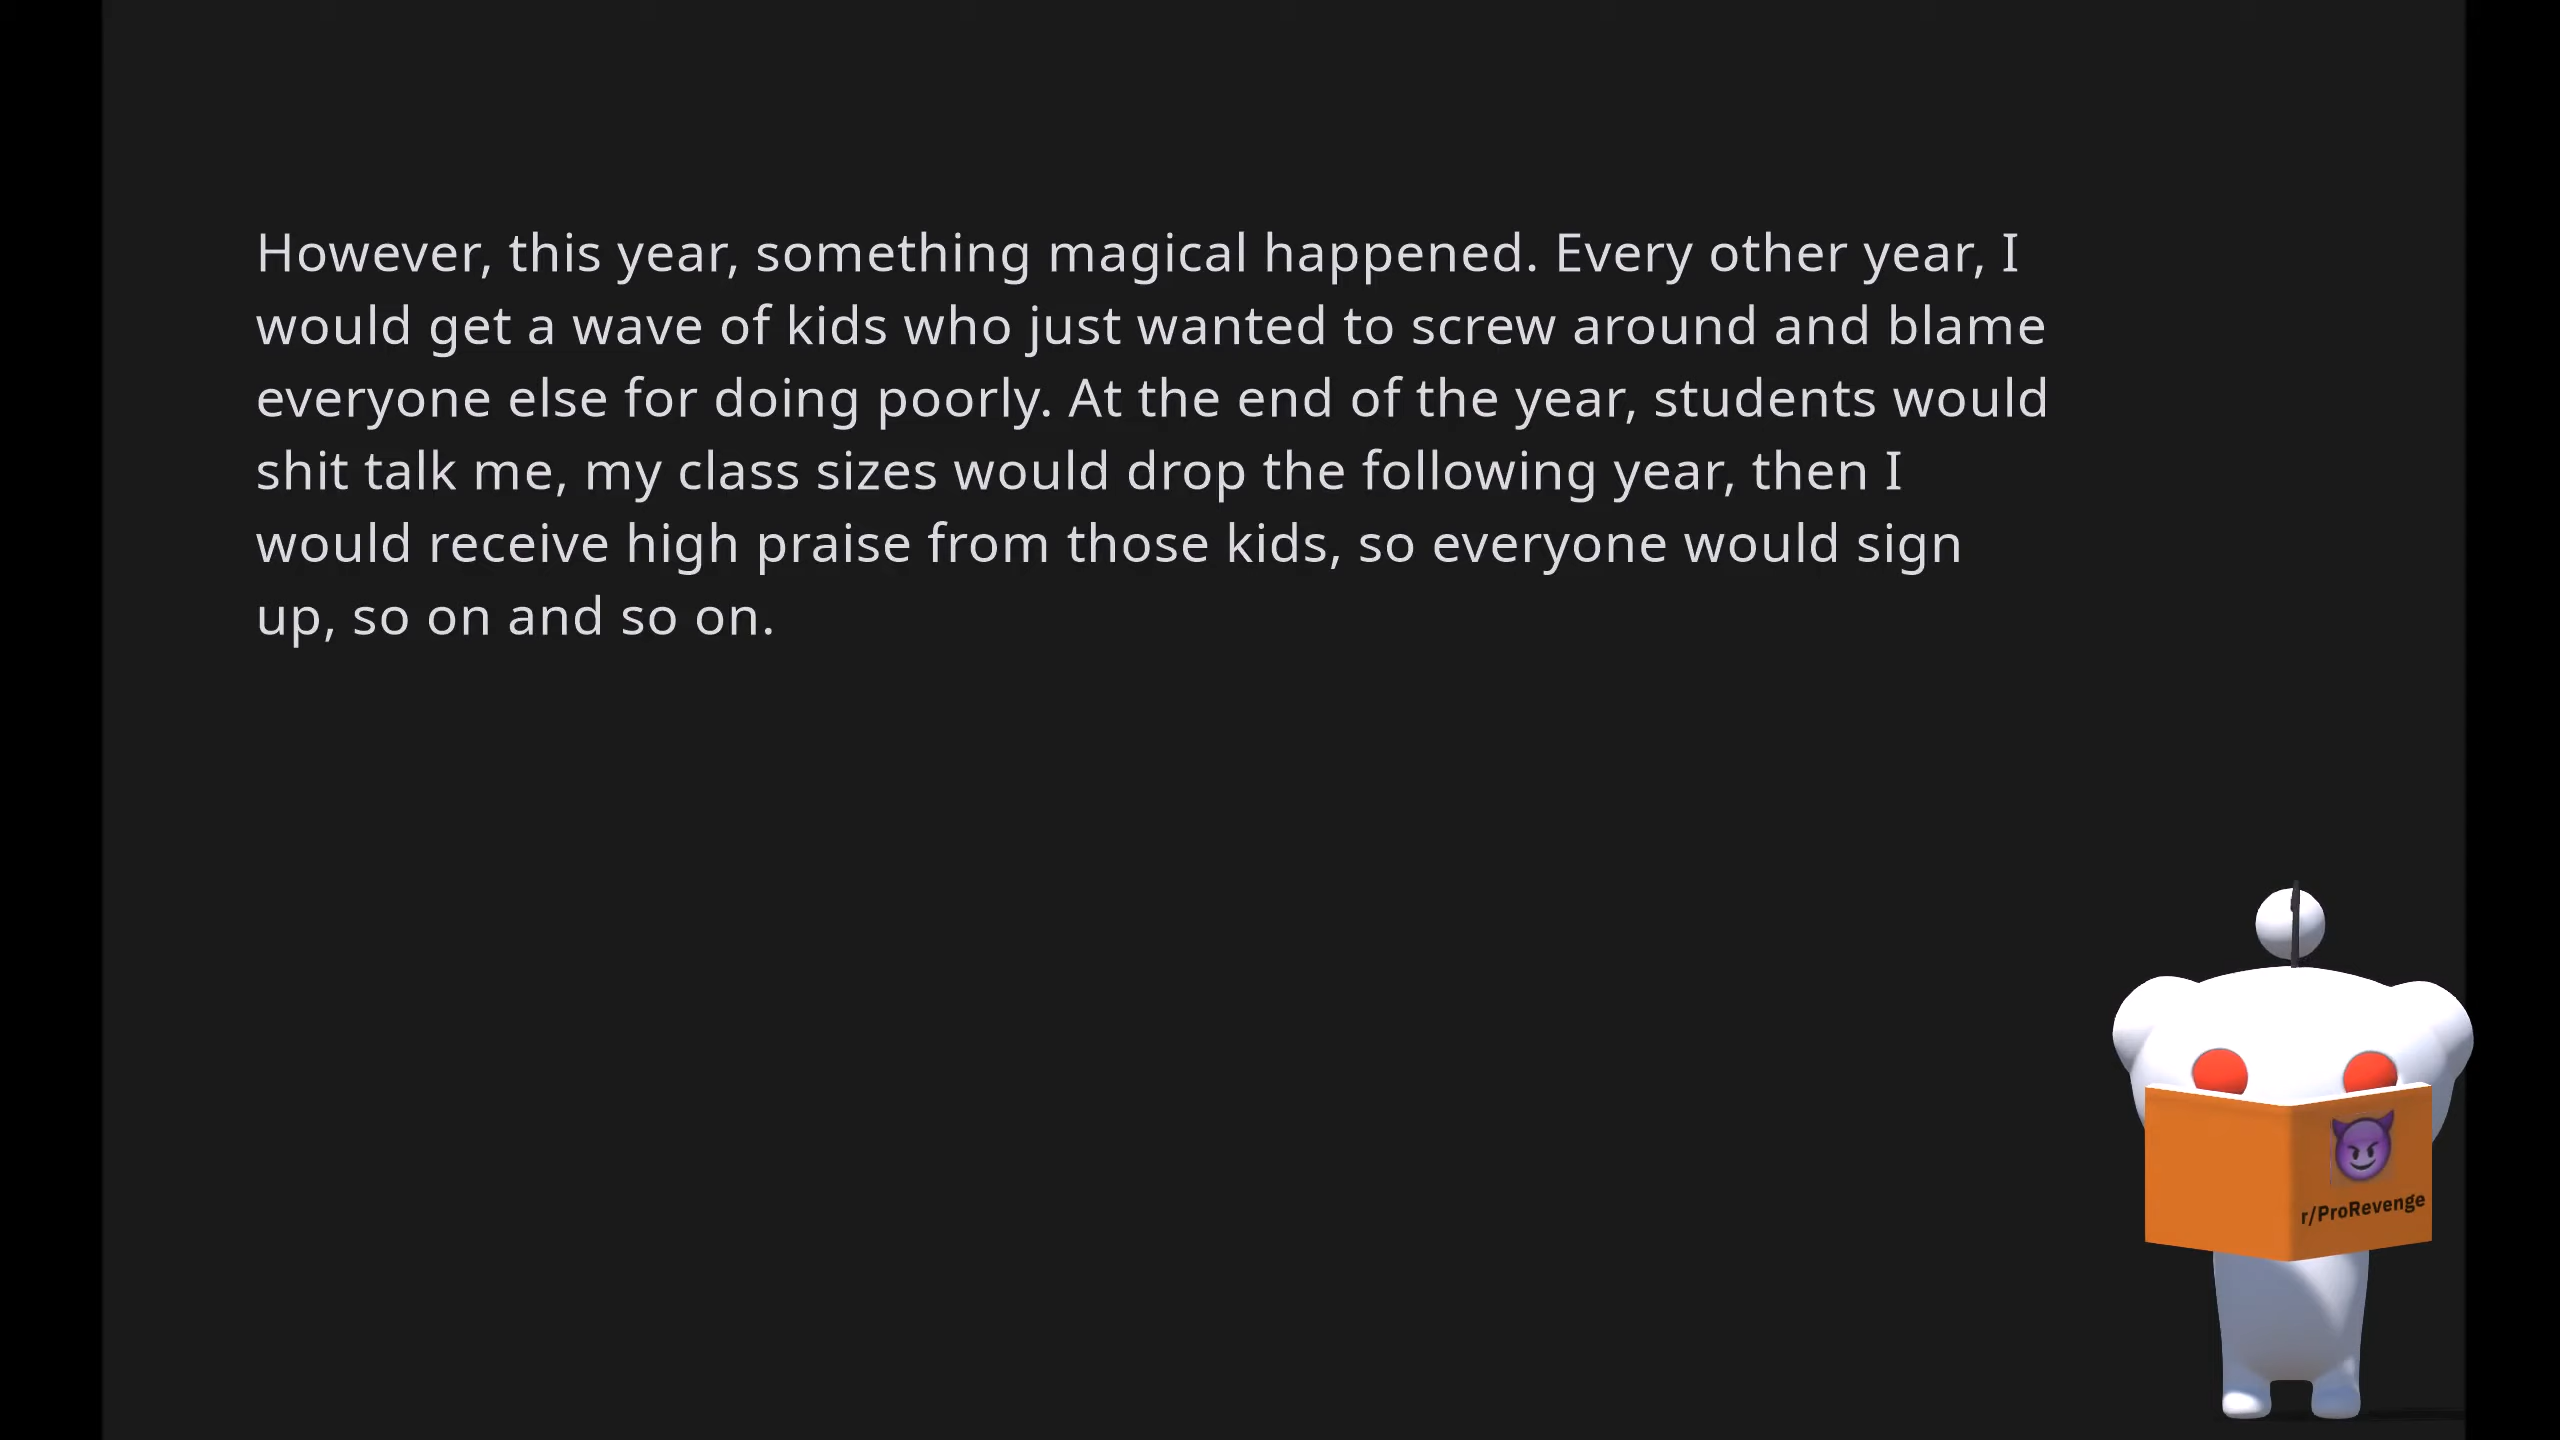 However, this year, something magical happened. Every other year, I
would get a wave of kids who just wanted to screw around and blame
everyone else for doing poorly. At the end of the year, students would
shit talk me, my class sizes would drop the following year, then I
would receive high praise from those kids, so everyone would sign
up, so on and so on.
r/ProRevenge